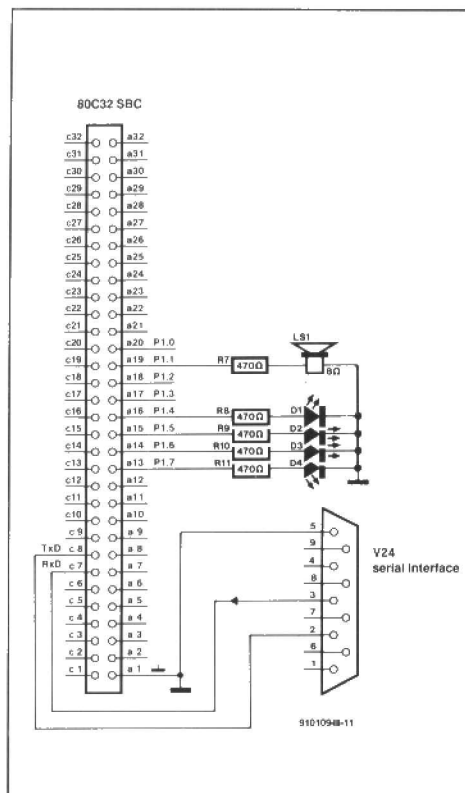 80C32 SBC
c32 a32
c31 a31
c30 a30
c29 a29
c28 a28
c27 a27
c26 a26
c25 a25
c24 a24
c23 a23
c22 a22
c21 a21
c20 a20 P1.0
c19 a19 P1.1 R7 470Ω LS1 8Ω
c18 a18 P1.2
c17 a17 P1.3
c16 a16 P1.4 R8 470Ω D1
c15 a15 P1.5 R9 470Ω D2
c14 a14 P1.6 R10 470Ω D3
c13 a13 P1.7 R11 470Ω D4
c12 a12
c11 a11
c10 a10
c 9 a 9
TxD c 8 a 8
RxD c 7 a 7
c 6 a 6
c 5 a 5
c 4 a 4
c 3 a 3
c 2 a 2
c 1 a 1
5
9
4
8
3
7
2
6
1
V24
serial interface
910109-III-11